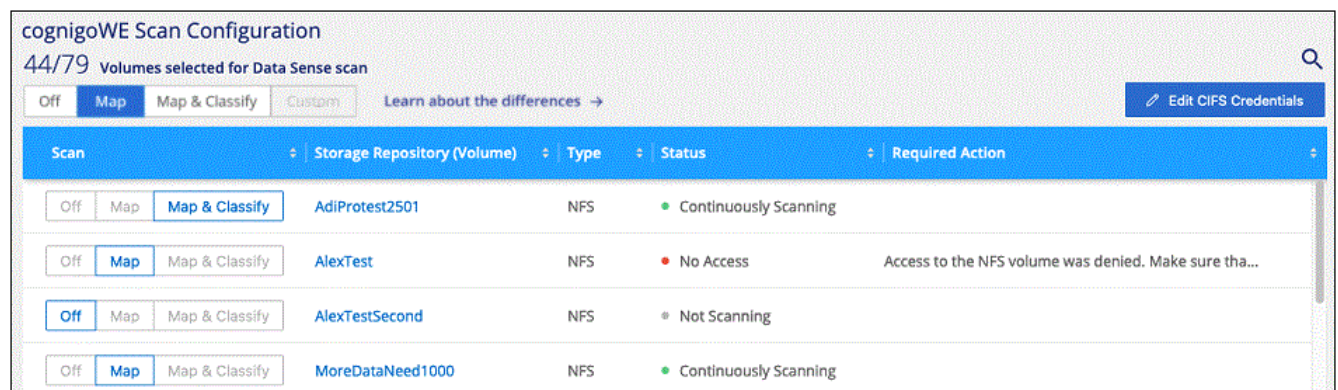 cognigoWE Scan Configuration
44/79 Volumes selected for Data Sense scan
Off Map Map & Classify Custom Learn about the differences → Edit CIFS Credentials
Scan Storage Repository (Volume) Type Status Required Action
Off Map Map & Classify AdiProtest2501 NFS Continuously Scanning
Off Map Map & Classify AlexTest NFS No Access Access to the NFS volume was denied. Make sure tha...
Off Map Map & Classify AlexTestSecond NFS Not Scanning
Off Map Map & Classify MoreDataNeed1000 NFS Continuously Scanning